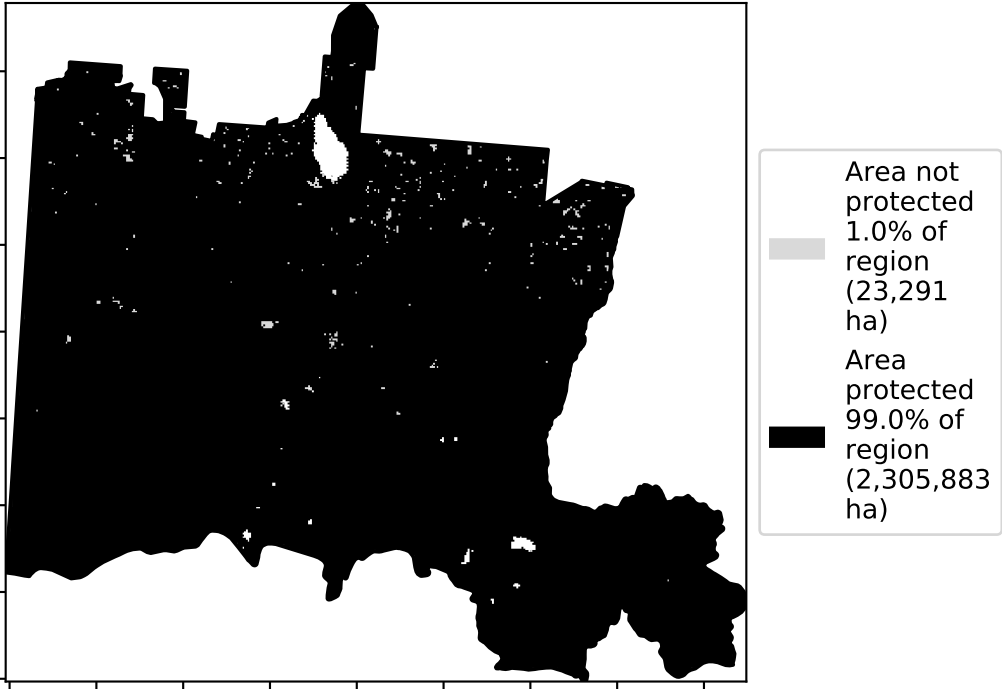 Area not
protected
1.0% of
region
(23,291
ha)
Area
protected
99.0% of
region
(2,305,883
ha)